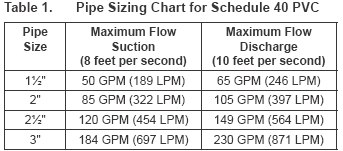 Table 1. Pipe Sizing Chart for Schedule 40 PVC
Pipe Size Maximum Flow Suction (8 feet per second) Maximum Flow Discharge (10 feet per second)
1½" 50 GPM (189 LPM) 65 GPM (246 LPM)
2" 85 GPM (322 LPM) 105 GPM (397 LPM)
2½" 120 GPM (454 LPM) 149 GPM (564 LPM)
3" 184 GPM (697 LPM) 230 GPM (871 LPM)